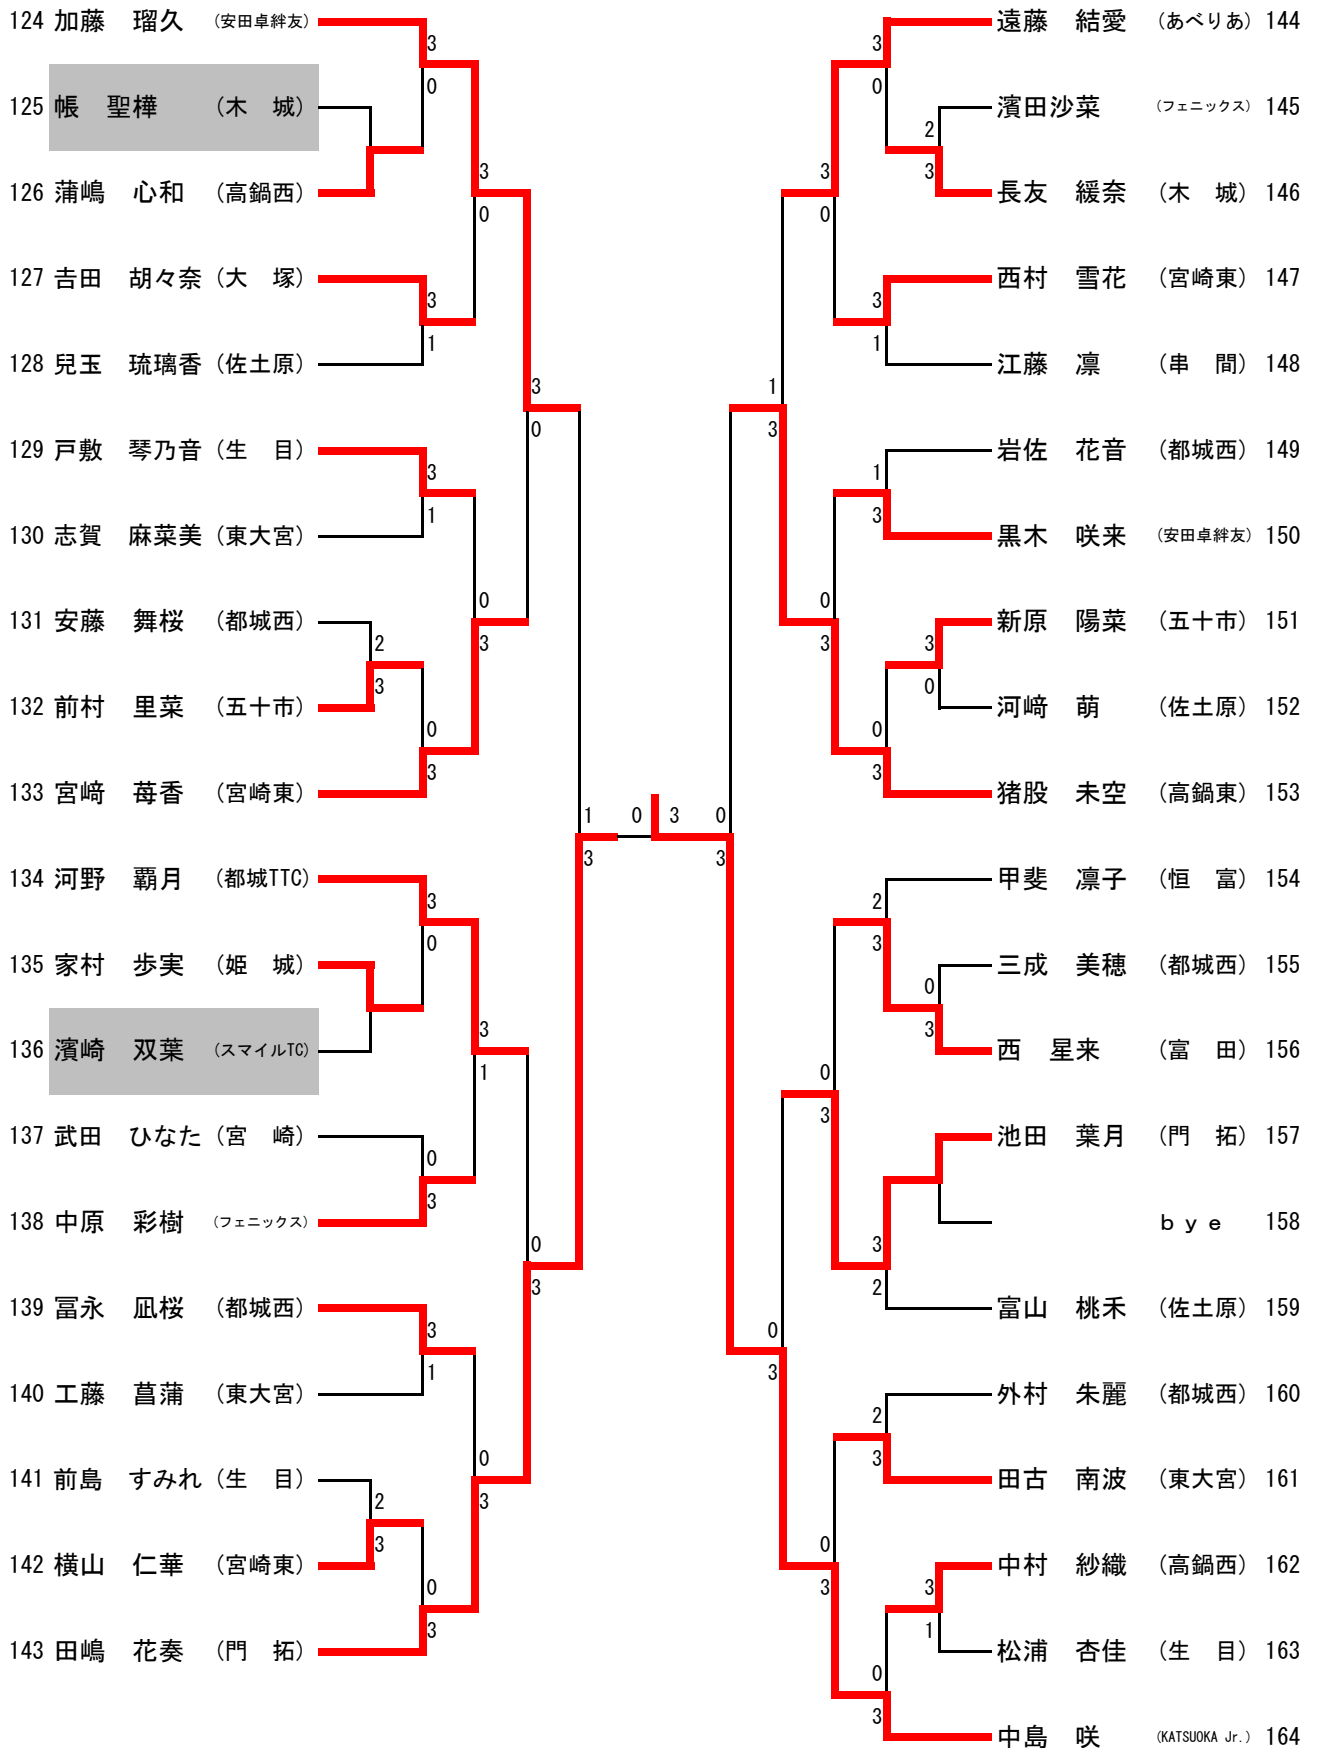 124 加藤　瑠久 (安田卓絆友)
3
0
125 帳　聖樺 (木　城)
126 蒲嶋　心和 (高鍋西)
3
0
127 吉田　胡々奈 (大　塚)
3
1
128 兒玉　琉璃香 (佐土原)
3
0
129 戸敷　琴乃音 (生　目)
3
1
130 志賀　麻菜美 (東大宮)
0
3
131 安藤　舞桜 (都城西)
2
3
132 前村　里菜 (五十市)
0
3
133 宮﨑　苺香 (宮崎東)
1
3
134 河野　覇月 (都城TTC)
3
0
135 家村　歩実 (姫　城)
136 濱崎　双葉 (スマイルTC)
3
1
137 武田　ひなた (宮　崎)
0
3
138 中原　彩樹 (フェニックス)
0
3
139 冨永　凪桜 (都城西)
3
1
140 工藤　菖蒲 (東大宮)
0
3
141 前島　すみれ (生　目)
2
3
142 横山　仁華 (宮崎東)
0
3
143 田嶋　花奏 (門　拓)
0 3
遠藤　結愛 (あべりあ) 144
3
0
濱田沙菜 (フェニックス) 145
2
3
長友　緩奈 (木　城) 146
3
0
西村　雪花 (宮崎東) 147
3
1
江藤　凛 (串　間) 148
1
3
岩佐　花音 (都城西) 149
1
3
黒木　咲来 (安田卓絆友) 150
0
3
新原　陽菜 (五十市) 151
3
0
河﨑　萌 (佐土原) 152
0
3
猪股　未空 (高鍋東) 153
0
3
甲斐　凛子 (恒　富) 154
2
3
三成　美穂 (都城西) 155
0
3
西　星来 (富　田) 156
0
3
池田　葉月 (門　拓) 157
ｂｙｅ 158
3
2
富山　桃禾 (佐土原) 159
0
3
外村　朱麗 (都城西) 160
2
3
田古　南波 (東大宮) 161
0
3
中村　紗織 (高鍋西) 162
3
1
松浦　杏佳 (生　目) 163
0
3
中島　咲 (KATSUOKA Jr.) 164